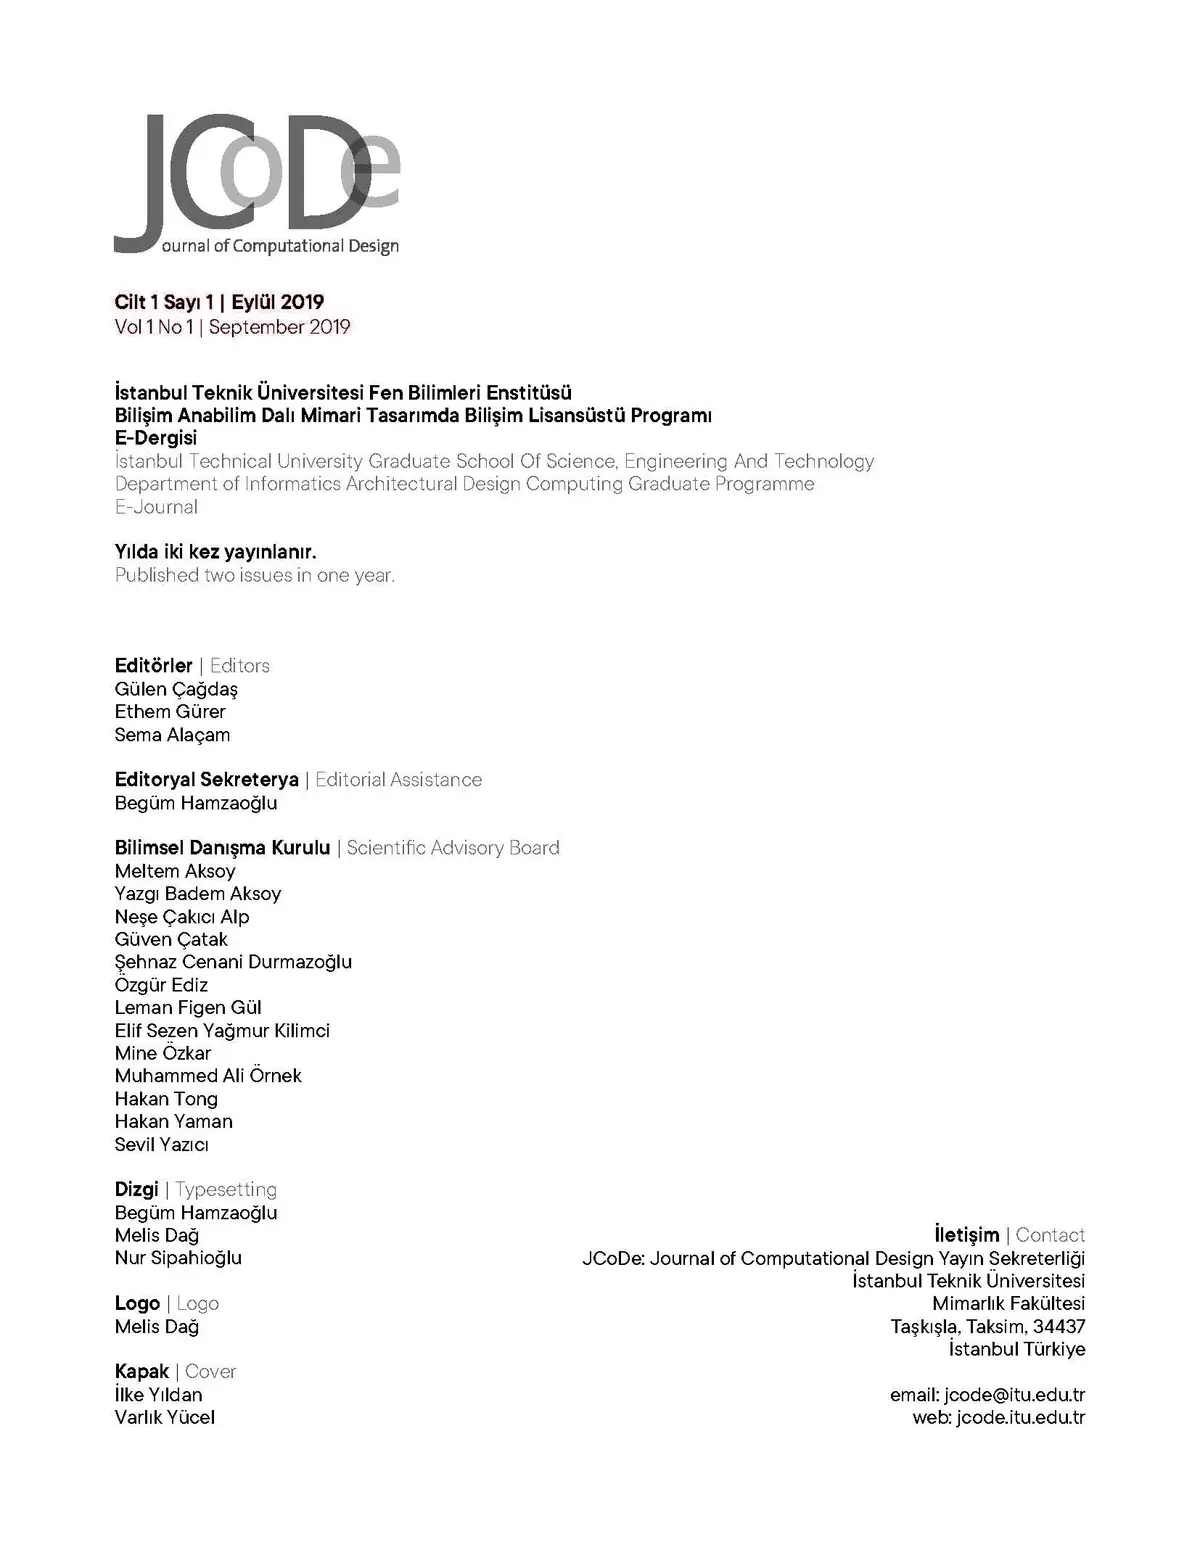 JCoDe
Journal of Computational Design
Cilt 1 Sayı 1 | Eylül 2019
Vol 1 No 1 | September 2019
İstanbul Teknik Üniversitesi Fen Bilimleri Enstitüsü
Bilişim Anabilim Dalı Mimari Tasarımda Bilişim Lisansüstü Programı
E-Dergisi
İstanbul Technical University Graduate School Of Science, Engineering And Technology
Department of Informatics Architectural Design Computing Graduate Programme
E-Journal
Yılda iki kez yayınlanır.
Published two issues in one year.
Editörler | Editors
Gülen Çağdaş
Ethem Gürer
Sema Alaçam
Editoryal Sekreterya | Editorial Assistance
Begüm Hamzaoğlu
Bilimsel Danışma Kurulu | Scientific Advisory Board
Meltem Aksoy
Yazgı Badem Aksoy
Neşe Çakıcı Alp
Güven Çatak
Şehnaz Cenani Durmazoğlu
Özgür Ediz
Leman Figen Gül
Elif Sezen Yağmur Kilimci
Mine Özkar
Muhammed Ali Örnek
Hakan Tong
Hakan Yaman
Sevil Yazıcı
Dizgi | Typesetting
Begüm Hamzaoğlu
Melis Dağ
Nur Sipahioğlu
Logo | Logo
Melis Dağ
Kapak | Cover
İlke Yıldan
Varlık Yücel
İletişim | Contact
JCoDe: Journal of Computational Design Yayın Sekreterliği
İstanbul Teknik Üniversitesi
Mimarlık Fakültesi
Taşkışla, Taksim, 34437
İstanbul Türkiye
email: jcode@itu.edu.tr
web: jcode.itu.edu.tr